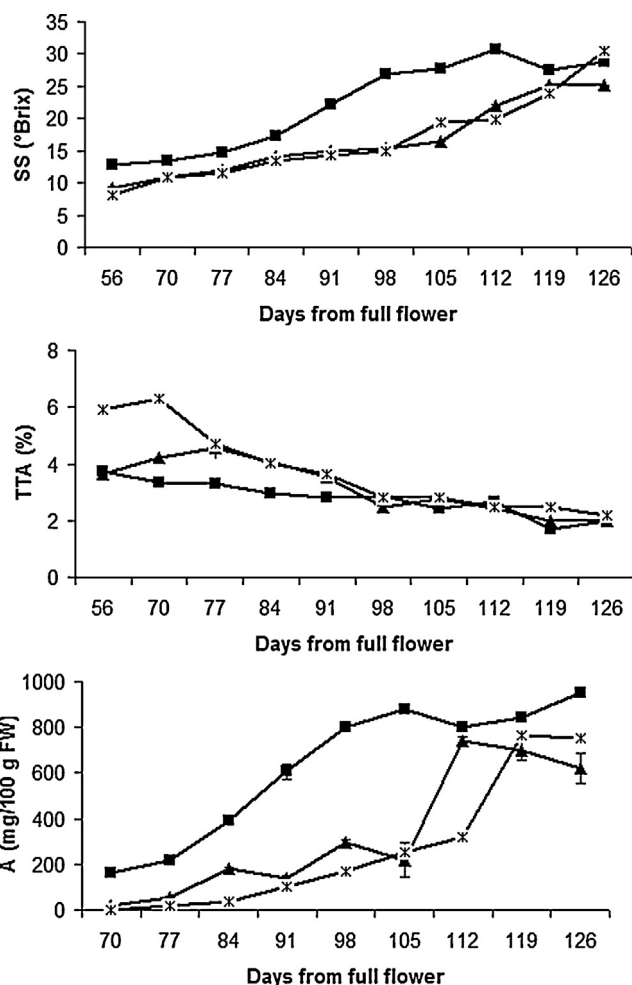 SS (°Brix)
35
30
25
20
15
10
5
0
56 70 77 84 91 98 105 112 119 126
Days from full flower
TTA (%)
8
6
4
2
0
56 70 77 84 91 98 105 112 119 126
Days from full flower
A (mg/100 g FW)
1000
800
600
400
200
0
70 77 84 91 98 105 112 119 126
Days from full flower